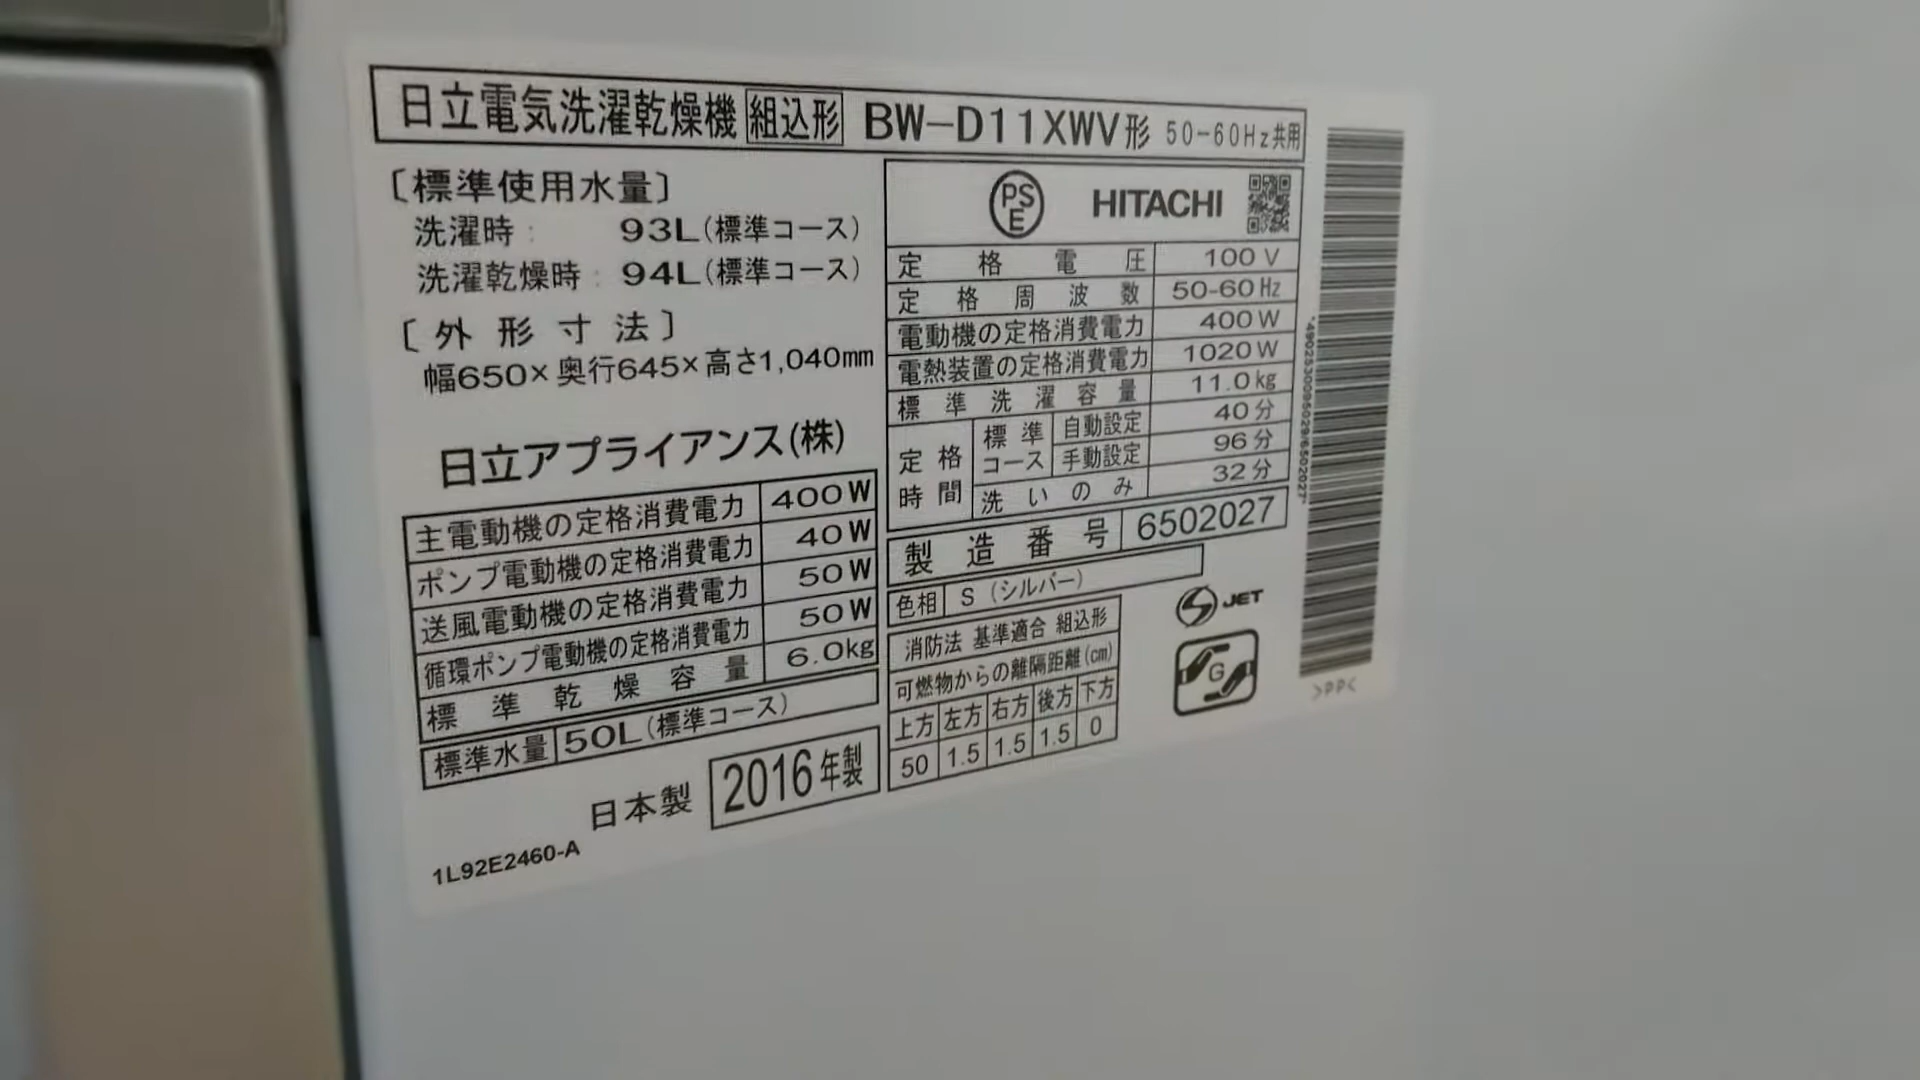 日立電気洗濯乾燥機 組込形 BW-D11XWV形 50-60Hz共用
〔標準使用水量〕
洗濯時: 93L(標準コース)
洗濯乾燥時: 94L(標準コース)
〔外形寸法〕
幅650×奥行645×高さ1,040mm
日立アプライアンス(株)
主電動機の定格消費電力 400W
ポンプ電動機の定格消費電力 40W
送風電動機の定格消費電力 50W
循環ポンプ電動機の定格消費電力 50W
標準乾燥容量 6.0kg
標準水量 50L(標準コース)
日本製 2016年製
1L92E2460-A
PSE HITACHI
定格電圧 100V
定格周波数 50-60Hz
電動機の定格消費電力 400W
電熱装置の定格消費電力 1020W
標準洗濯容量 11.0kg
定格時間 標準コース 自動設定 40分
手動設定 96分
洗いのみ 32分
製造番号 6502027
色相 S(シルバー)
消防法 基準適合 組込形
可燃物からの離隔距離(cm)
上方 左方 右方 後方 下方
50 1.5 1.5 1.5 0
S JET
G
>PP<